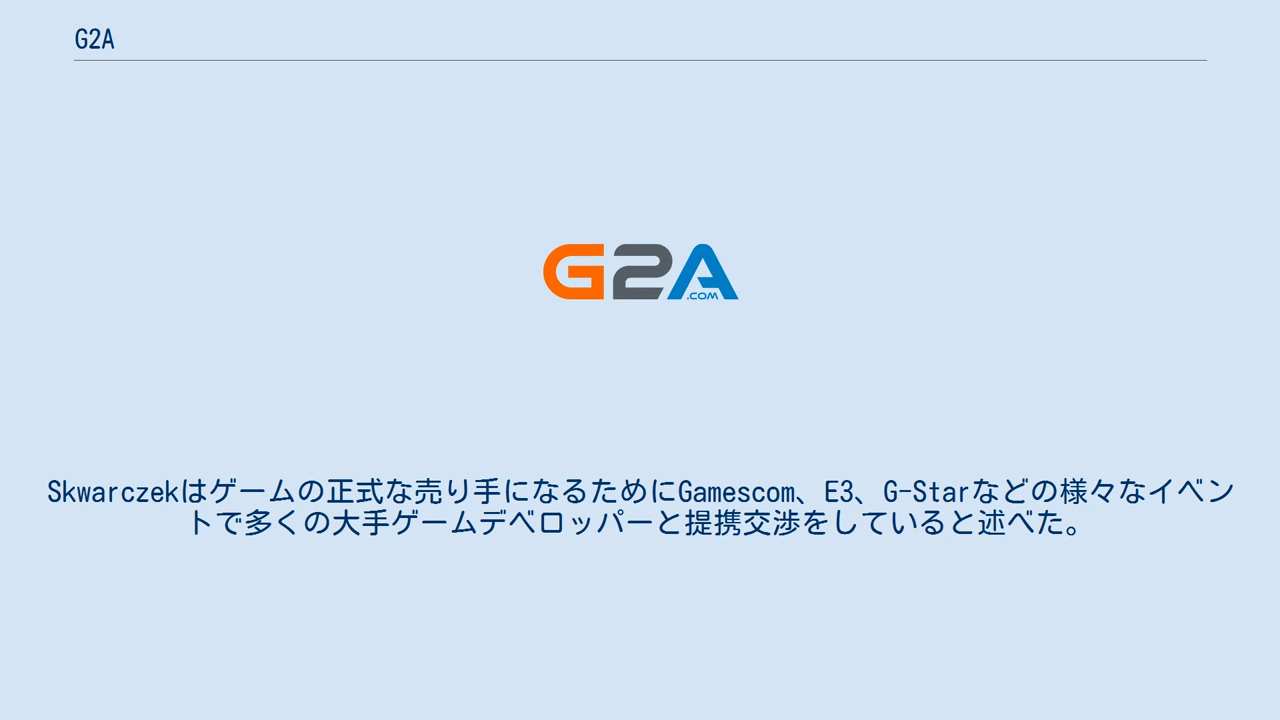 G2A
G2A
.COM
Skwarczekはゲームの正式な売り手になるためにGamescom、E3、G-Starなどの様々なイベン
トで多くの大手ゲームデベロッパーと提携交渉をしていると述べた。